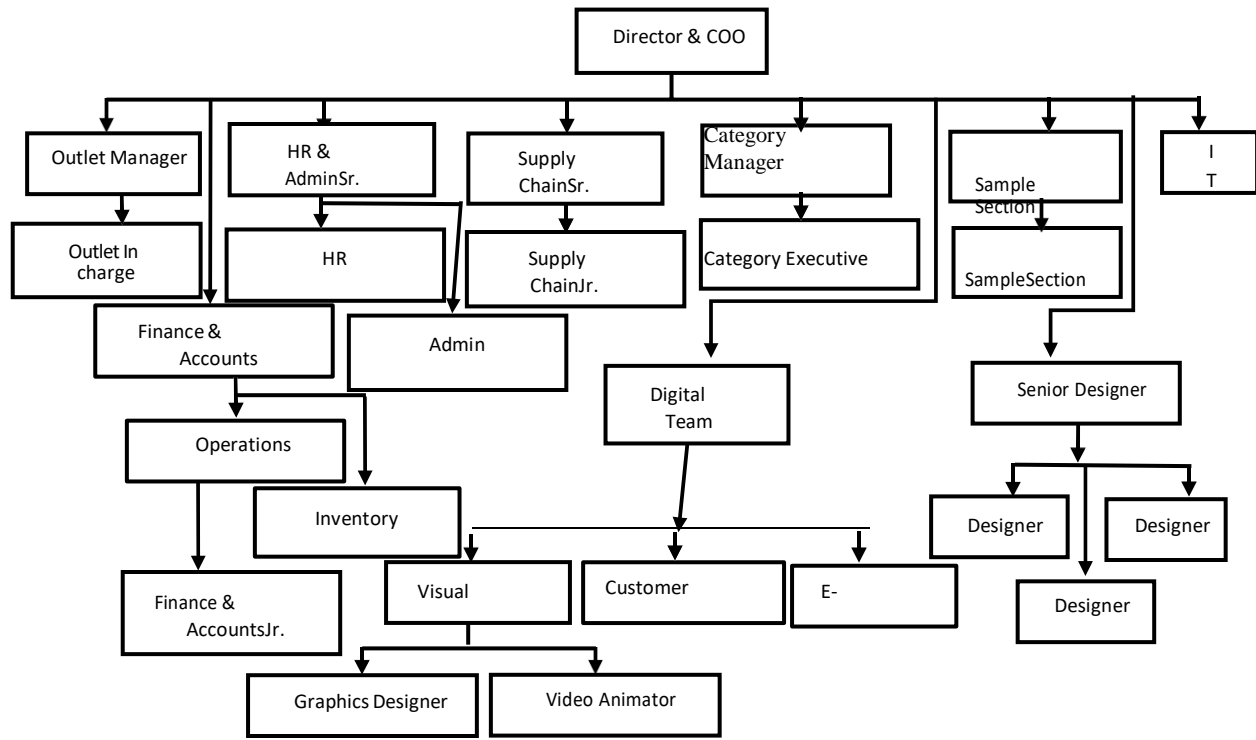 Director & COO
Outlet Manager
HR &
AdminSr.
Supply
ChainSr.
Category
Manager
Sample
Section
I
T
Outlet In
charge
HR
Supply
ChainJr.
Category Executive
SampleSection
Finance &
Accounts
Admin
Digital
Team
Senior Designer
Operations
Inventory
Designer
Designer
Designer
Finance &
AccountsJr.
Visual
Customer
E-
Graphics Designer
Video Animator